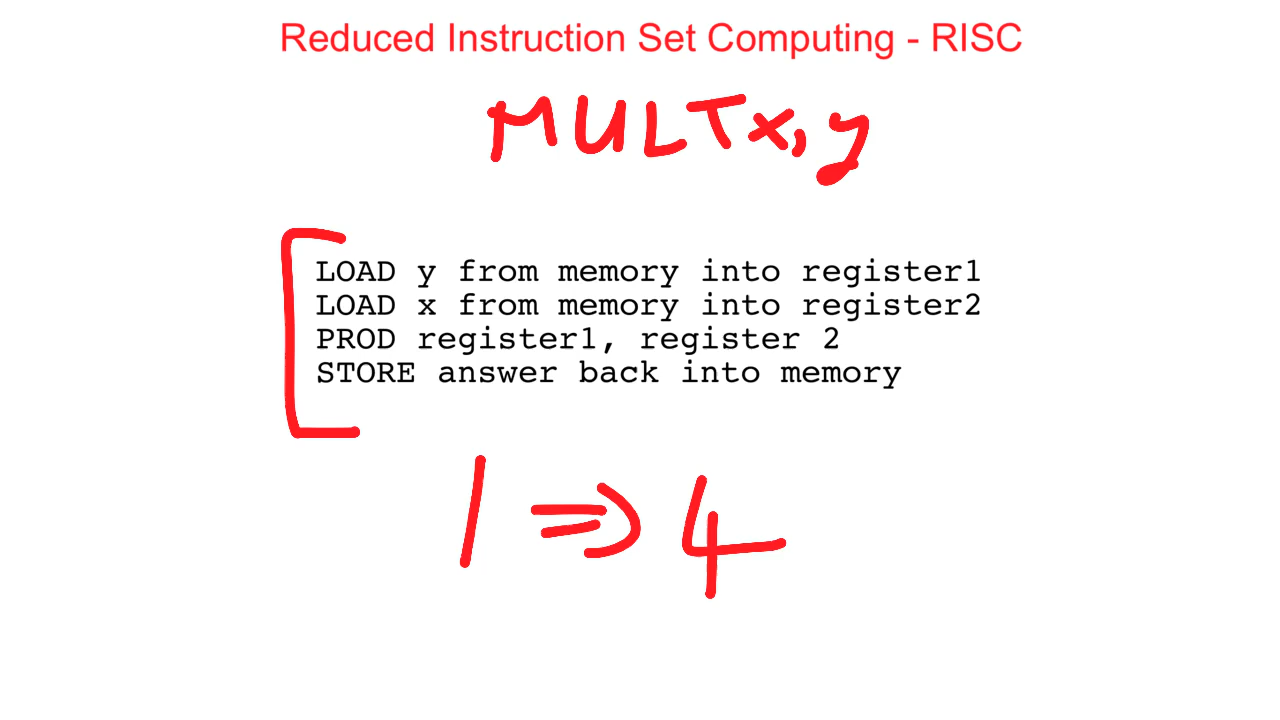 Reduced Instruction Set Computing - RISC
MULT x, y
LOAD y from memory into register1
LOAD x from memory into register2
PROD register1, register 2
STORE answer back into memory
1 => 4